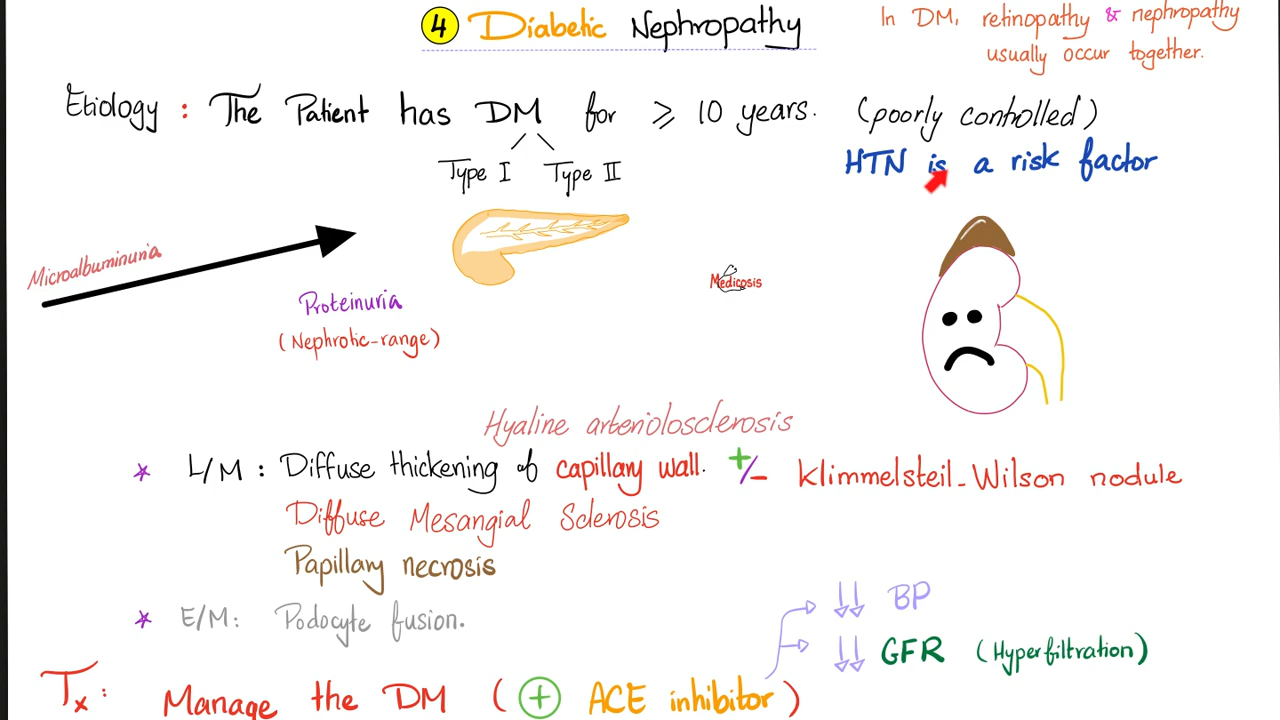 4 Diabetic Nephropathy
In DM, retinopathy & nephropathy
usually occur together.
Etiology : The Patient has DM for ≥ 10 years. (poorly controlled)
Type I Type II
HTN is a risk factor
Microalbuminuria
Proteinuria
(Nephrotic-range)
Medicosis
Hyaline arteriolosclerosis
* L/M : Diffuse thickening of capillary wall. +/- Klimmelsteil-Wilson nodule
Diffuse Mesangial Sclerosis
Papillary necrosis
* E/M: Podocyte fusion.
↓↓ BP
↓↓ GFR (Hyperfiltration)
Tx: Manage the DM (+ ACE inhibitor)